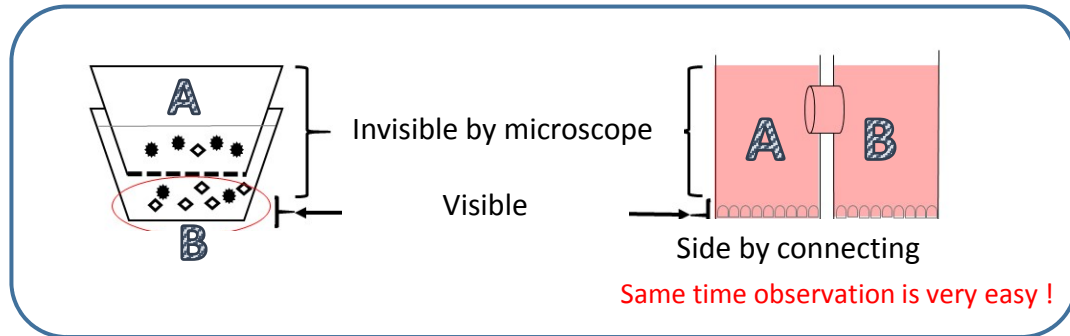 A
B
Invisible by microscope
Visible
A
B
Side by connecting
Same time observation is very easy !